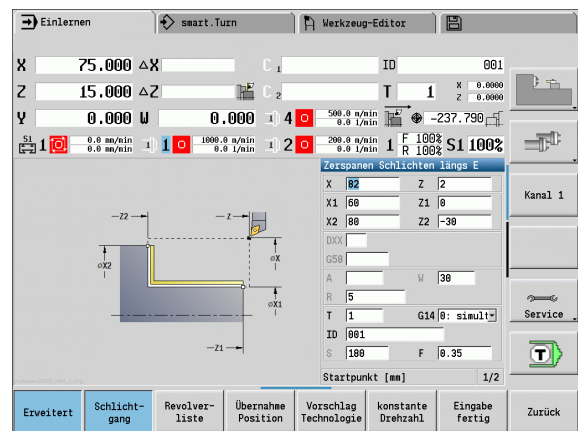 Einlernen smart.Turn Werkzeug-Editor
X 75.000 △X C 1 ID 001
Z 15.000 △Z C 2 T 1 X 0.0000 Z 0.0000
Y 0.000 W 0.000 4 500.0 m/min 0.0 1/min -237.790
S1 1 0.0 mm/min 0.0 mm/min 1 1000.0 m/min 0.0 1/min 2 200.0 m/min 0.0 1/min 1 F 100% R 100% S1 100%
Zerspanen Schlichten längs E
X 82 Z 2
X1 60 Z1 0
X2 80 Z2 -30
DXX
G58
A W 30
R 5
T 1 G14 0: simult
ID 001
S 180 F 0.35
Startpunkt [mm] 1/2
—Z2 —Z
øX2 øX
øX1
—Z1
Kanal 1
Service
T
Erweitert
Schlicht-
gang
Revolver-
liste
Übernahme
Position
Vorschlag
Technologie
konstante
Drehzahl
Eingabe
fertig
Zurück